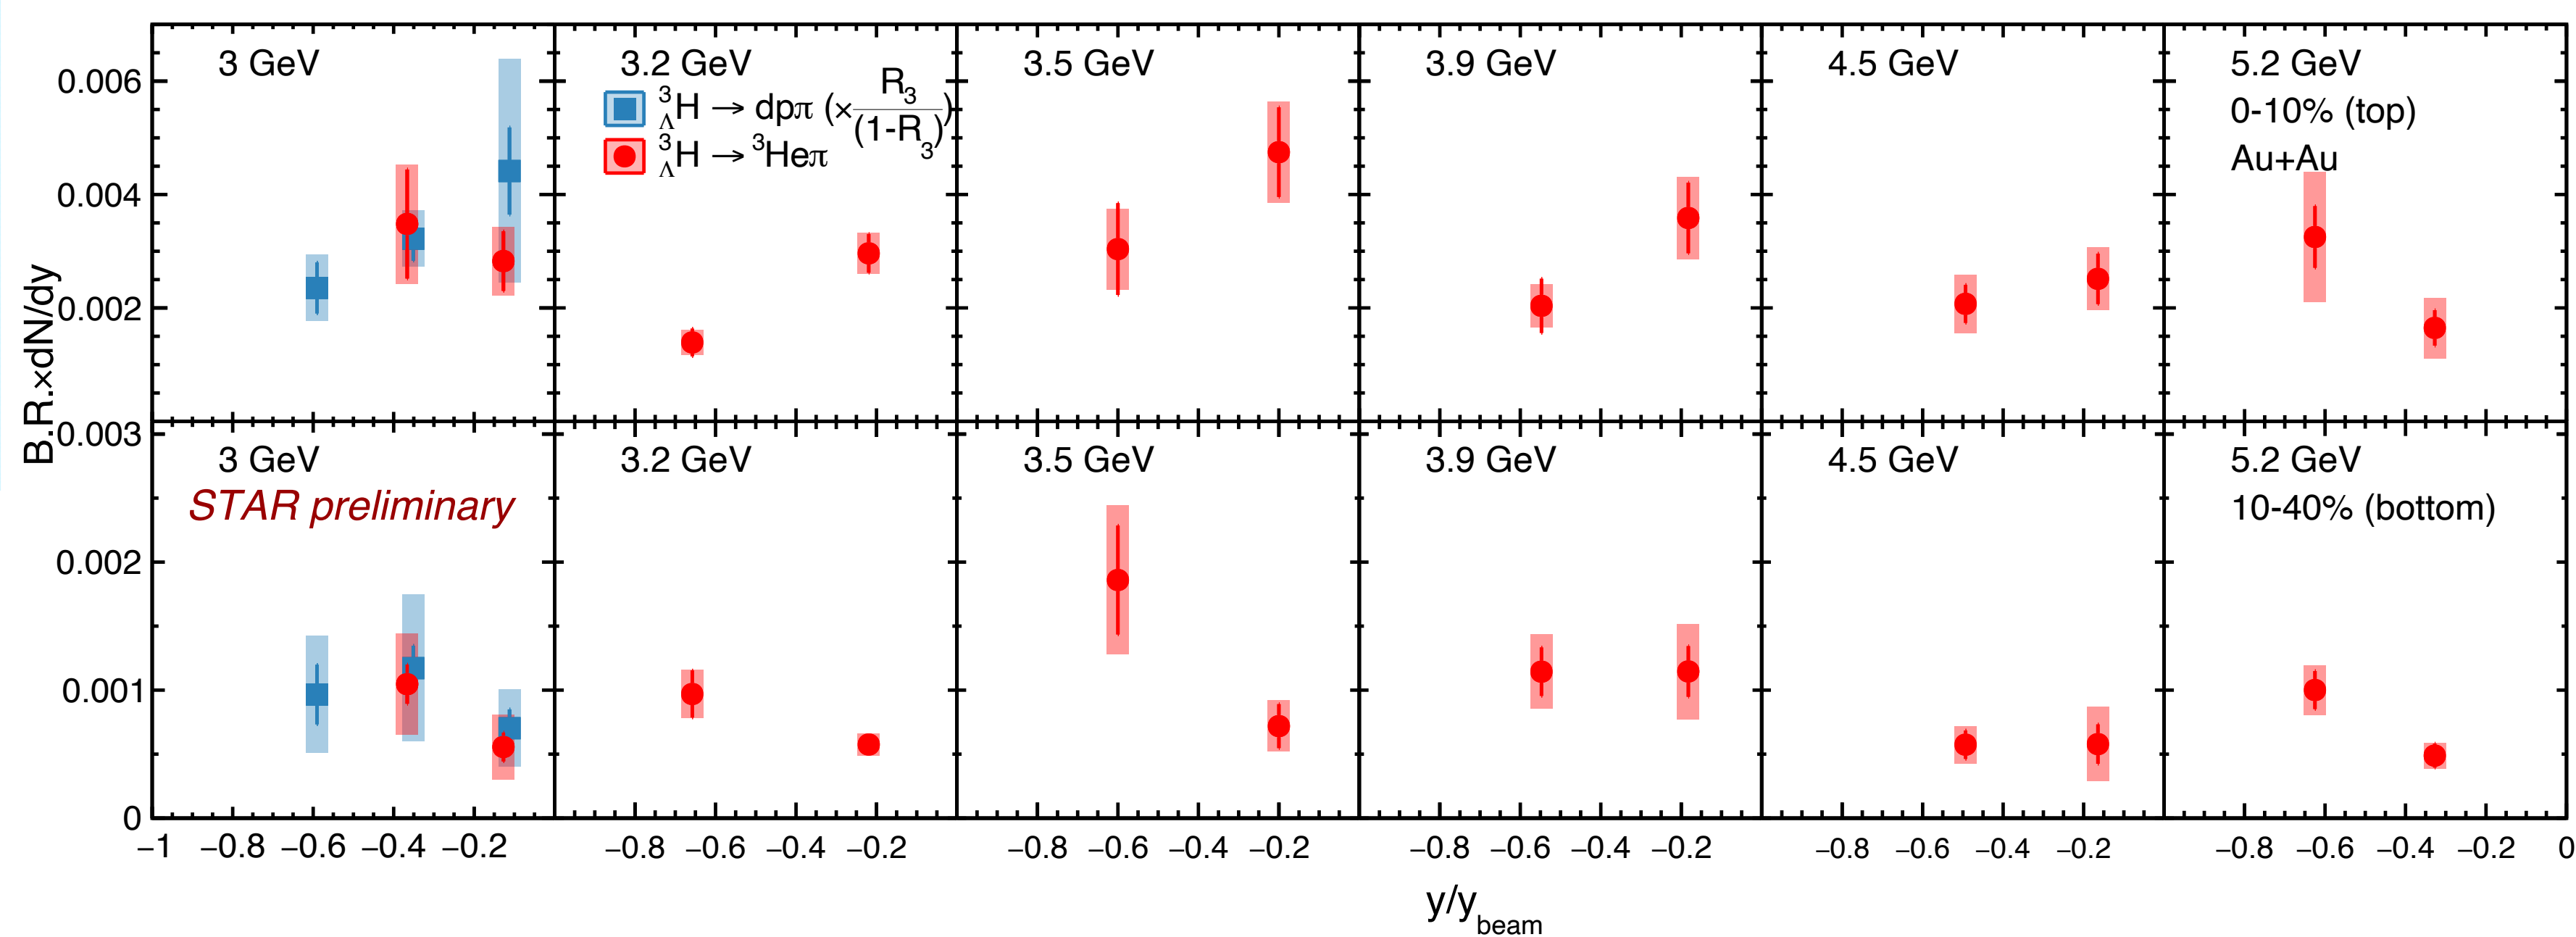 3 GeV
3.2 GeV
3.5 GeV
3.9 GeV
4.5 GeV
5.2 GeV
0-10% (top)
Au+Au
³ΛH → dpπ (×R₃/(1-R₃))
³ΛH → ³Heπ
0.006
0.004
0.002
B.R.×dN/dy
3 GeV
STAR preliminary
3.2 GeV
3.5 GeV
3.9 GeV
4.5 GeV
5.2 GeV
10-40% (bottom)
0.003
0.002
0.001
0
−1 −0.8 −0.6 −0.4 −0.2
−0.8 −0.6 −0.4 −0.2
−0.8 −0.6 −0.4 −0.2
−0.8 −0.6 −0.4 −0.2
−0.8 −0.6 −0.4 −0.2
−0.8 −0.6 −0.4 −0.2 0
y/y_beam